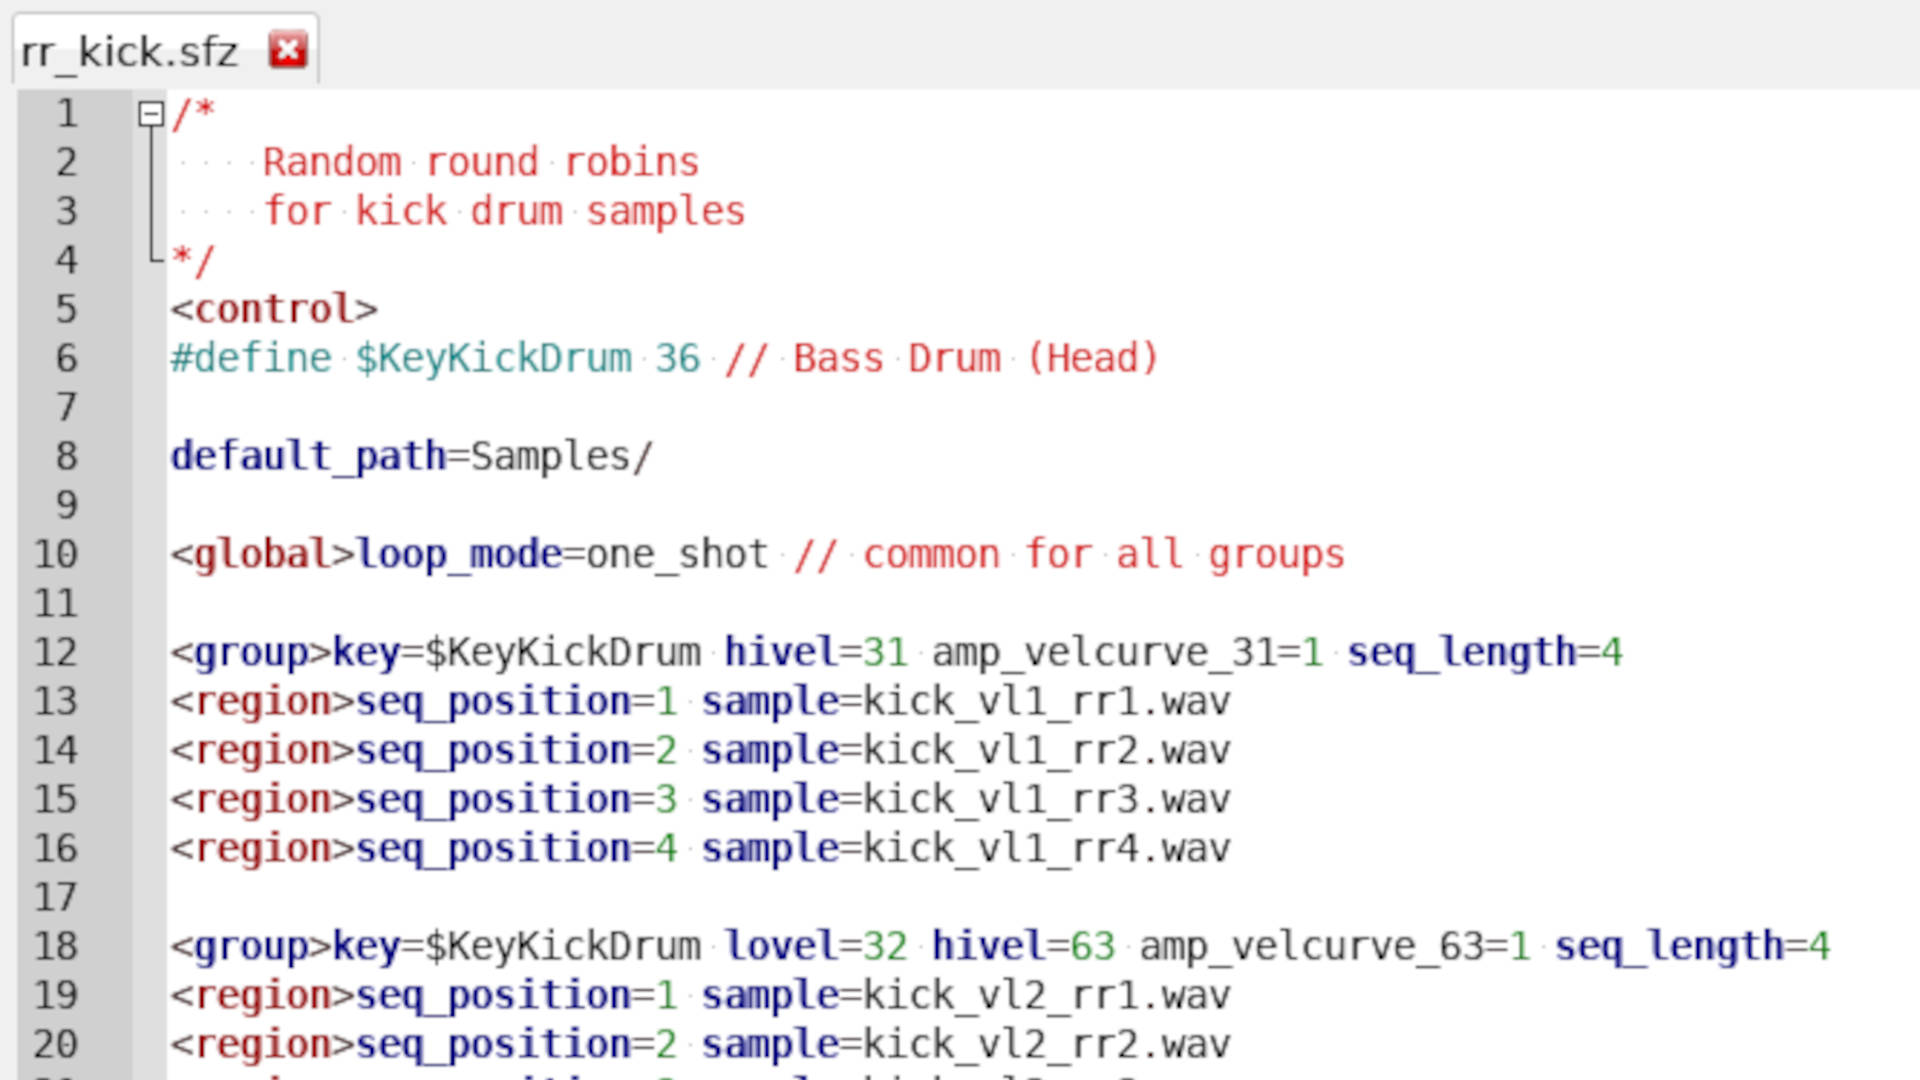 rr_kick.sfz
1 /*
2 Random round robins
3 for kick drum samples
4 */
5 <control>
6 #define $KeyKickDrum 36 // Bass Drum (Head)
7
8 default_path=Samples/
9
10 <global>loop_mode=one_shot // common for all groups
11
12 <group>key=$KeyKickDrum hivel=31 amp_velcurve_31=1 seq_length=4
13 <region>seq_position=1 sample=kick_vl1_rr1.wav
14 <region>seq_position=2 sample=kick_vl1_rr2.wav
15 <region>seq_position=3 sample=kick_vl1_rr3.wav
16 <region>seq_position=4 sample=kick_vl1_rr4.wav
17
18 <group>key=$KeyKickDrum lovel=32 hivel=63 amp_velcurve_63=1 seq_length=4
19 <region>seq_position=1 sample=kick_vl2_rr1.wav
20 <region>seq_position=2 sample=kick_vl2_rr2.wav